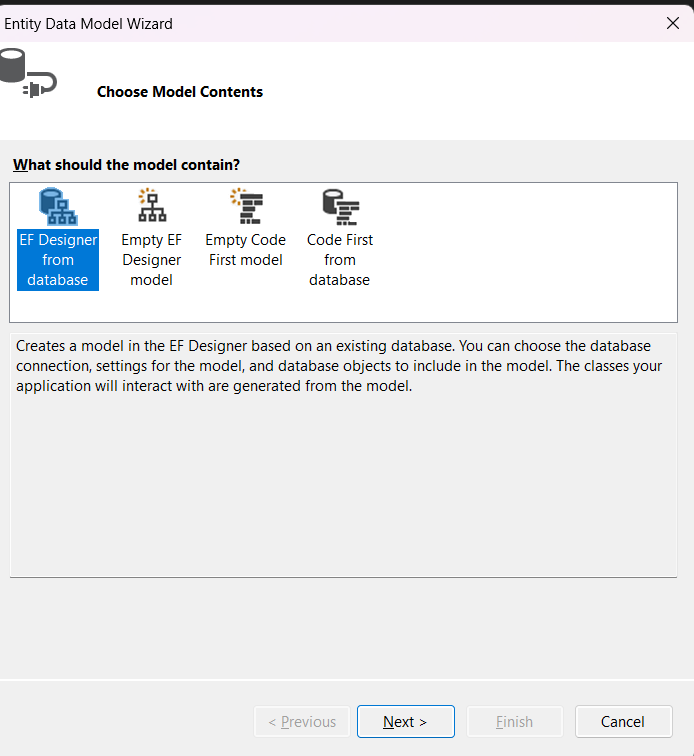 Entity Data Model Wizard
Choose Model Contents
What should the model contain?
EF Designer
from
database
Empty EF
Designer
model
Empty Code
First model
Code First
from
database
Creates a model in the EF Designer based on an existing database. You can choose the database
connection, settings for the model, and database objects to include in the model. The classes your
application will interact with are generated from the model.
< Previous
Next >
Finish
Cancel